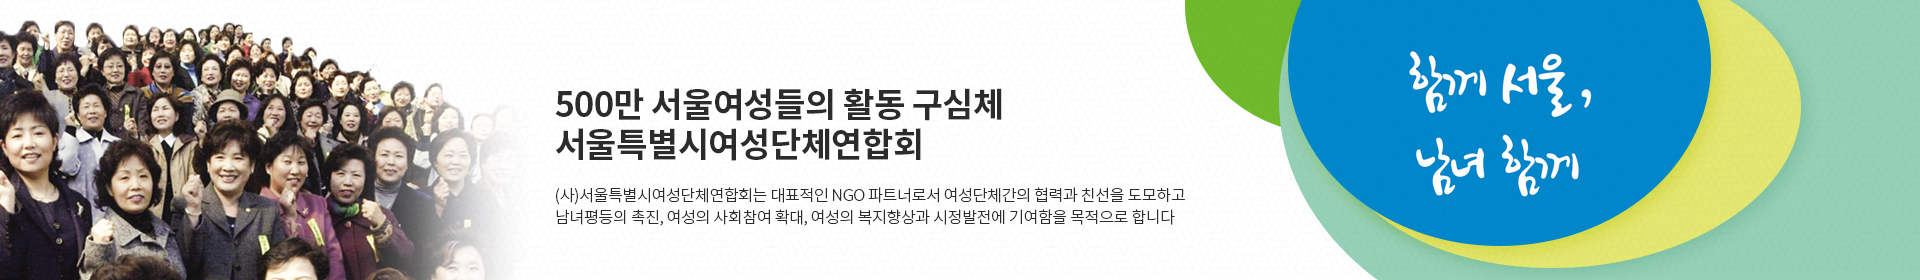 500만 서울여성들의 활동 구심체
서울특별시여성단체연합회
(사)서울특별시여성단체연합회는 대표적인 NGO 파트너로서 여성단체간의 협력과 친선을 도모하고
남녀평등의 촉진, 여성의 사회참여 확대, 여성의 복지향상과 시정발전에 기여함을 목적으로 합니다
함께 서울,
남녀 함께